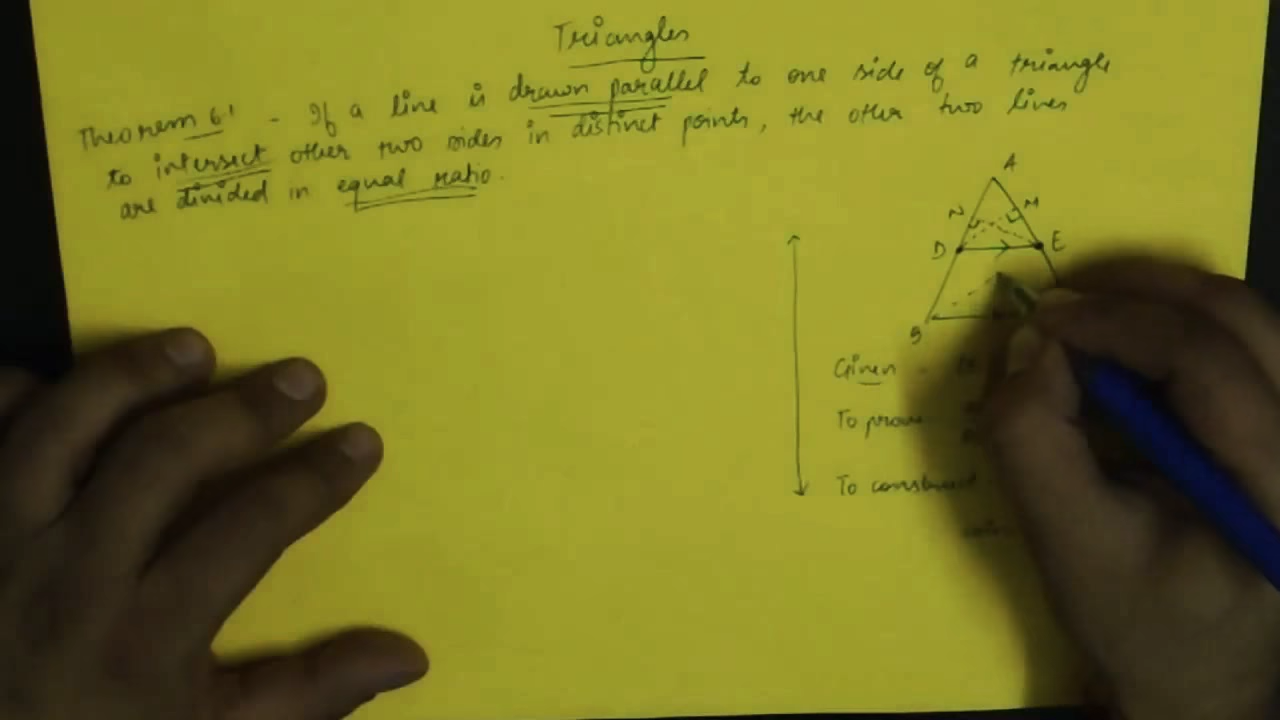 Triangles
Theorem 6.1 - If a line is drawn parallel to one side of a triangle
to intersect other two sides in distinct points, the other two lines
are divided in equal ratio.
A
N M
D E
B
Given -
To prove
To construct